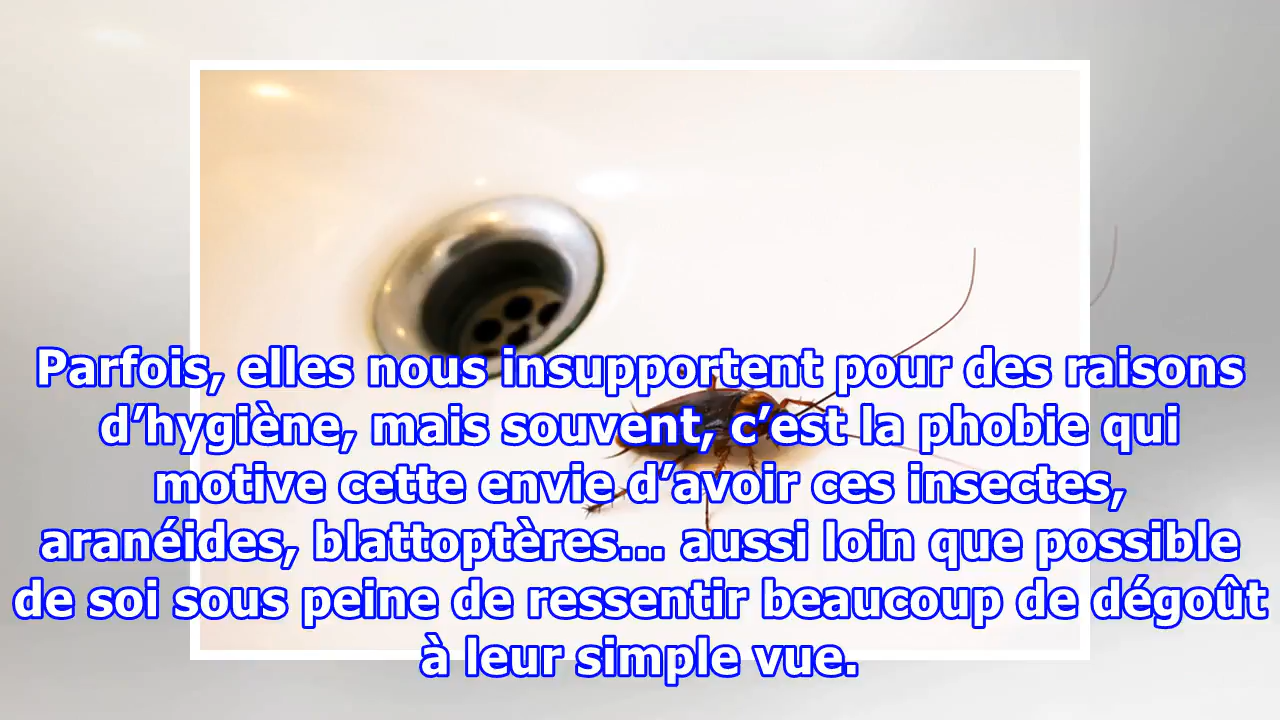 Parfois, elles nous insupportent pour des raisons
d’hygiène, mais souvent, c’est la phobie qui
motive cette envie d’avoir ces insectes,
aranéides, blattoptères... aussi loin que possible
de soi sous peine de ressentir beaucoup de dégoût
à leur simple vue.